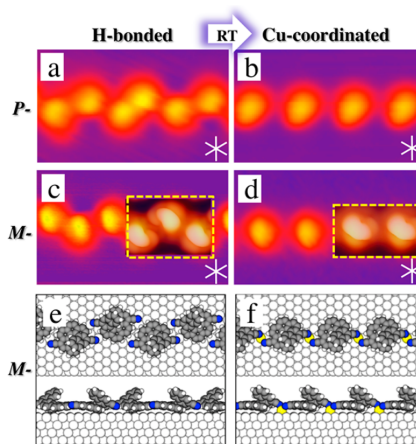 H-bonded RT Cu-coordinated
P- a b
M- c d
M- e f